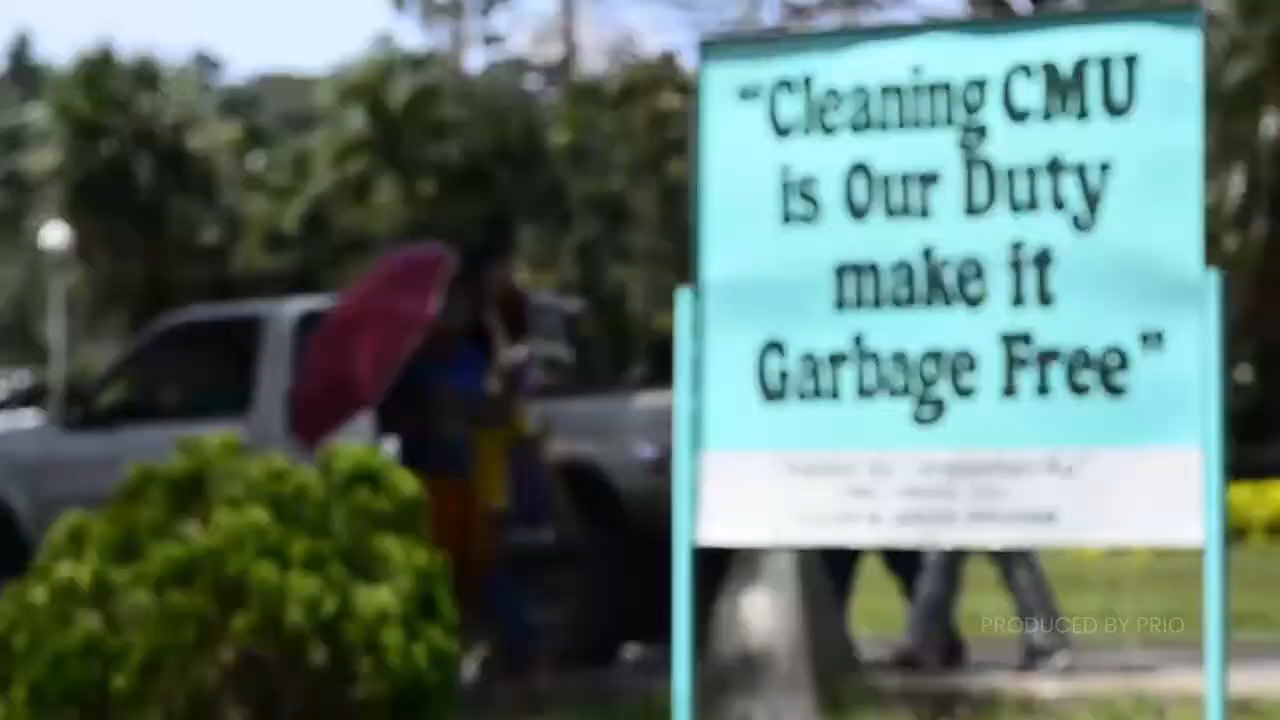 “Cleaning CMU
is Our Duty
make it
Garbage Free”
PRODUCED BY PRIO